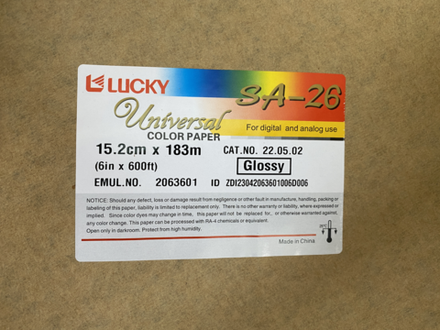 LUCKY
SA-26
Universal
COLOR PAPER
For digital and analog use
15.2cm x 183m
CAT.NO. 22.05.02
(6in x 600ft)
Glossy
EMUL.NO. 2063601 ID ZDI23042063601006D006
NOTICE: Should any defect, loss or damage result from negligence or other fault in manufacture, handling, packing or
labeling of this paper, liability is limited to replacement only. There is no other warranty or liability, where expressed or
implied. Since color dyes may change in time, this paper will not be replaced for, or otherwise warranted against,
any color change. This paper can be processed with RA-4 chemicals or equivalent.
Open only in darkroom. Protect from high humidity.
Made in China